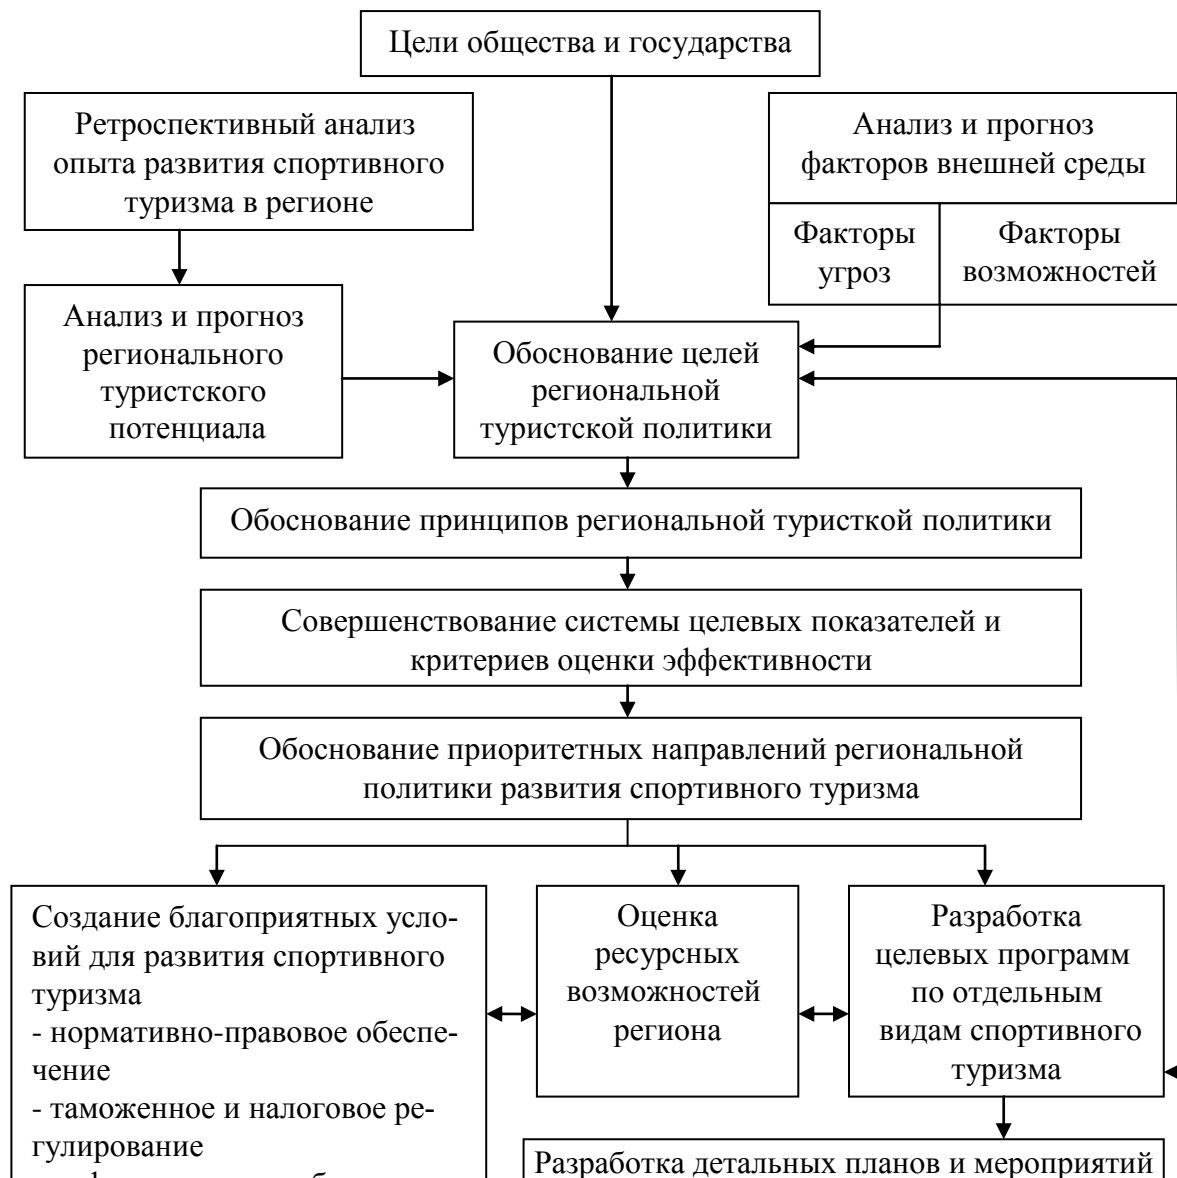 Цели общества и государства
Ретроспективный анализ
опыта развития спортивного
туризма в регионе
Анализ и прогноз
факторов внешней среды
Факторы
угроз
Факторы
возможностей
Анализ и прогноз
регионального
туристского
потенциала
Обоснование целей
региональной
туристской политики
Обоснование принципов региональной туристкой политики
Совершенствование системы целевых показателей и
критериев оценки эффективности
Обоснование приоритетных направлений региональной
политики развития спортивного туризма
Создание благоприятных усло-
вий для развития спортивного
туризма
- нормативно-правовое обеспе-
чение
- таможенное и налоговое ре-
гулирование
Оценка
ресурсных
возможностей
региона
Разработка
целевых программ
по отдельным
видам спортивного
туризма
Разработка детальных планов и мероприятий